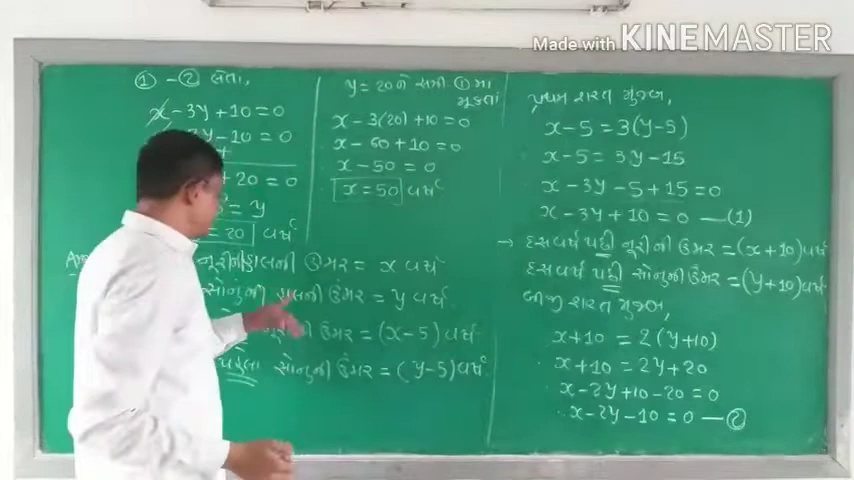 Made with KINEMASTER
① - ② લેતા,
x - 3y + 10 = 0
2y - 10 = 0
+ 20 = 0
= y
= 20 વર્ષ
y = 20 ને સમી ① માં
મૂકતાં
x - 3(20) + 10 = 0
x - 60 + 10 = 0
x - 50 = 0
x = 50 વર્ષ
નૂરીની હાલની ઉંમર = x વર્ષ
સોનુની હાલની ઉંમર = y વર્ષ
નૂરીની ઉંમર = (x-5) વર્ષ
પહેલા સોનુની ઉંમર = (y-5) વર્ષ
પ્રથમ શરત મુજબ,
x - 5 = 3(y-5)
x - 5 = 3y - 15
x - 3y - 5 + 15 = 0
x - 3y + 10 = 0 — (1)
→ દસ વર્ષ પછી નૂરીની ઉંમર = (x+10) વર્ષ
દસ વર્ષ પછી સોનુની ઉંમર = (y+10) વર્ષ
બીજી શરત મુજબ,
x+10 = 2(y+10)
x+10 = 2y+20
x-2y+10-20 = 0
x-2y-10 = 0 — ②